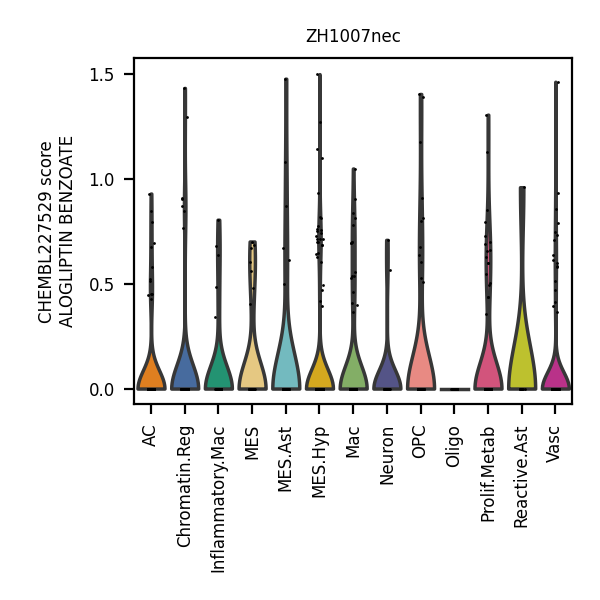 ZH1007nec
CHEMBL227529 score
ALOGLIPTIN BENZOATE
1.5
1.0
0.5
0.0
AC
Chromatin.Reg
Inflammatory.Mac
MES
MES.Ast
MES.Hyp
Mac
Neuron
OPC
Oligo
Prolif.Metab
Reactive.Ast
Vasc